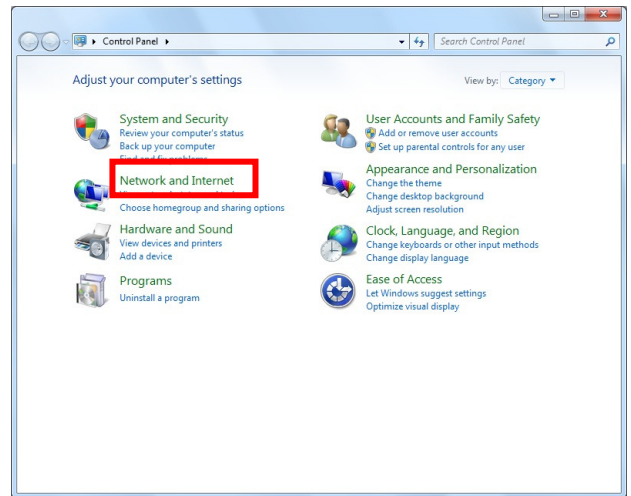 Control Panel
Search Control Panel
Adjust your computer's settings
View by: Category
System and Security
Review your computer's status
Back up your computer
Find and fix problems
Network and Internet
Choose homegroup and sharing options
Hardware and Sound
View devices and printers
Add a device
Programs
Uninstall a program
User Accounts and Family Safety
Add or remove user accounts
Set up parental controls for any user
Appearance and Personalization
Change the theme
Change desktop background
Adjust screen resolution
Clock, Language, and Region
Change keyboards or other input methods
Change display language
Ease of Access
Let Windows suggest settings
Optimize visual display